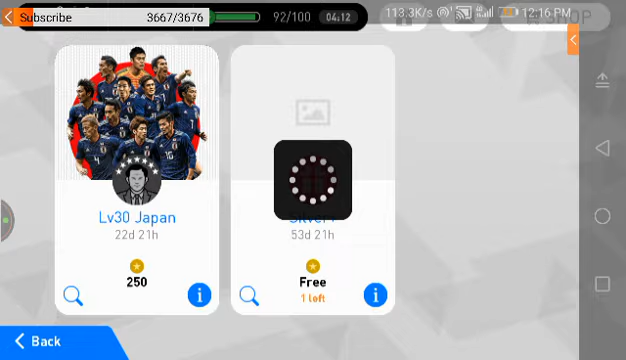 Subscribe 3667/3676
92/100
04:12
113.3K/s
12:16 PM
Lv30 Japan
22d 21h
250
53d 21h
Free
1 left
Back